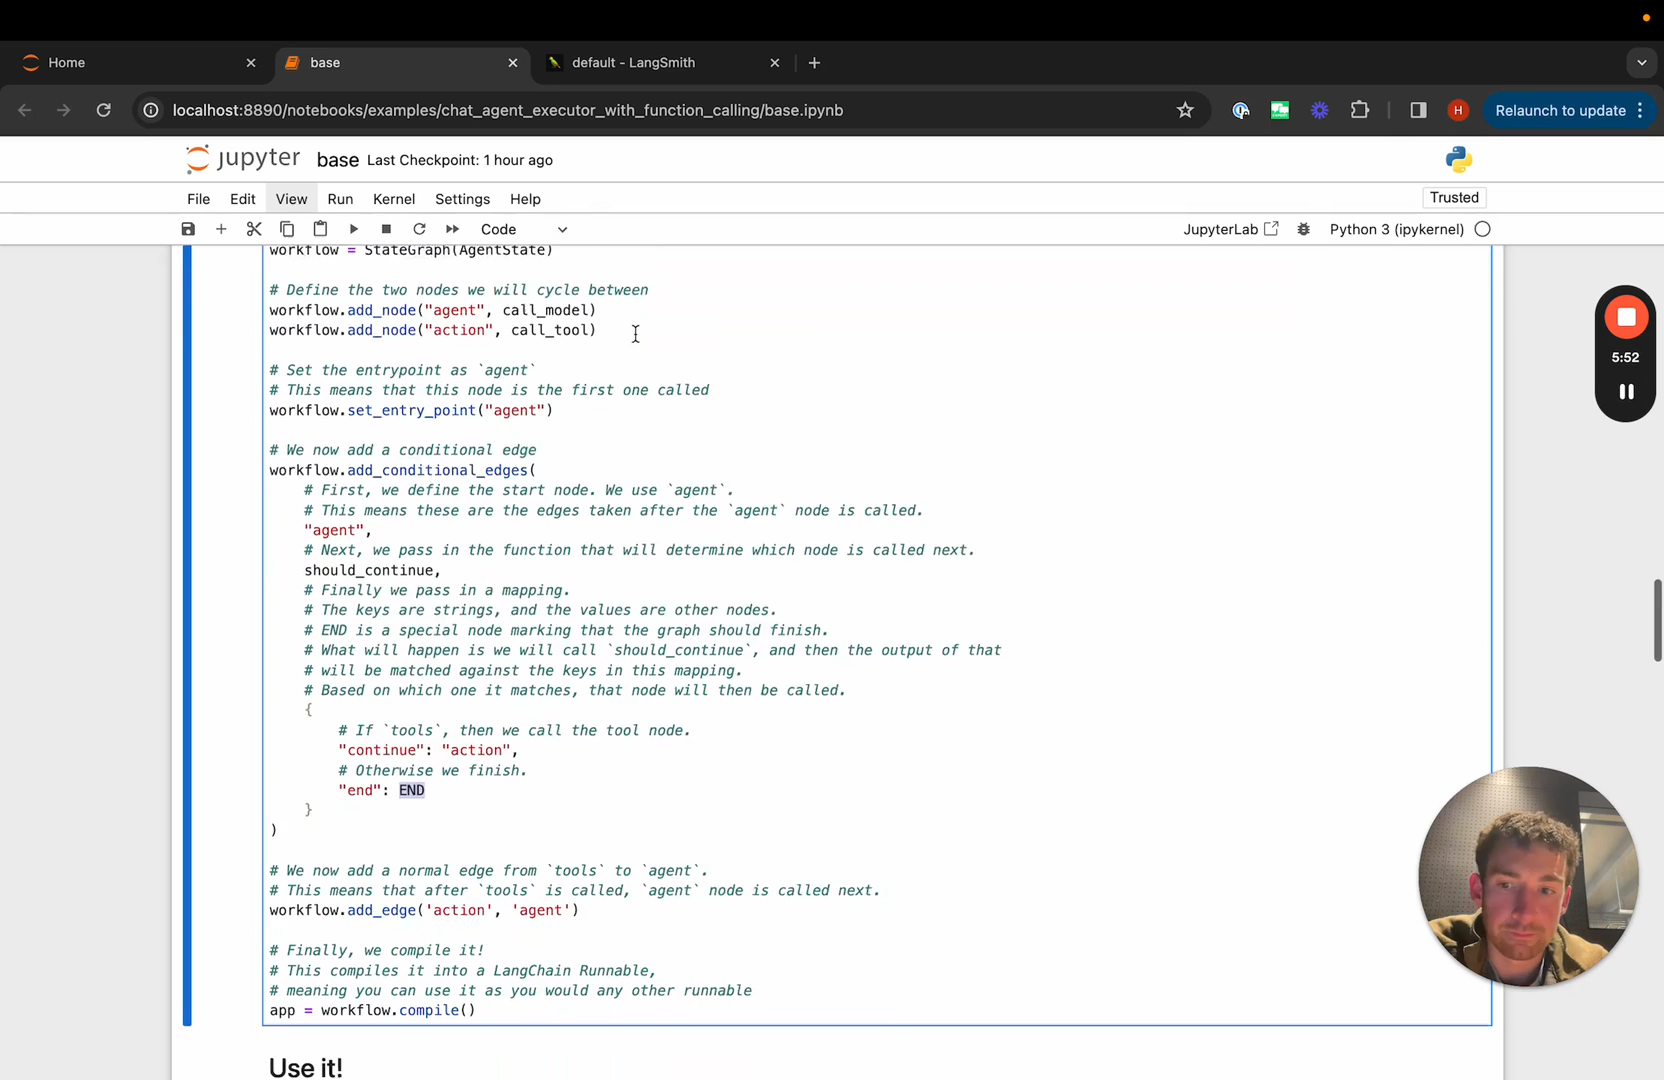 Home
base
default - LangSmith
localhost:8890/notebooks/examples/chat_agent_executor_with_function_calling/base.ipynb
H
Relaunch to update
jupyter base Last Checkpoint: 1 hour ago
File Edit View Run Kernel Settings Help
Trusted
Code
JupyterLab
Python 3 (ipykernel)
workflow = StateGraph(AgentState)
# Define the two nodes we will cycle between
workflow.add_node("agent", call_model)
workflow.add_node("action", call_tool)
# Set the entrypoint as `agent`
# This means that this node is the first one called
workflow.set_entry_point("agent")
# We now add a conditional edge
workflow.add_conditional_edges(
# First, we define the start node. We use `agent`.
# This means these are the edges taken after the `agent` node is called.
"agent",
# Next, we pass in the function that will determine which node is called next.
should_continue,
# Finally we pass in a mapping.
# The keys are strings, and the values are other nodes.
# END is a special node marking that the graph should finish.
# What will happen is we will call `should_continue`, and then the output of that
# will be matched against the keys in this mapping.
# Based on which one it matches, that node will then be called.
{
# If `tools`, then we call the tool node.
"continue": "action",
# Otherwise we finish.
"end": END
}
)
# We now add a normal edge from `tools` to `agent`.
# This means that after `tools` is called, `agent` node is called next.
workflow.add_edge('action', 'agent')
# Finally, we compile it!
# This compiles it into a LangChain Runnable,
# meaning you can use it as you would any other runnable
app = workflow.compile()
Use it!
5:52